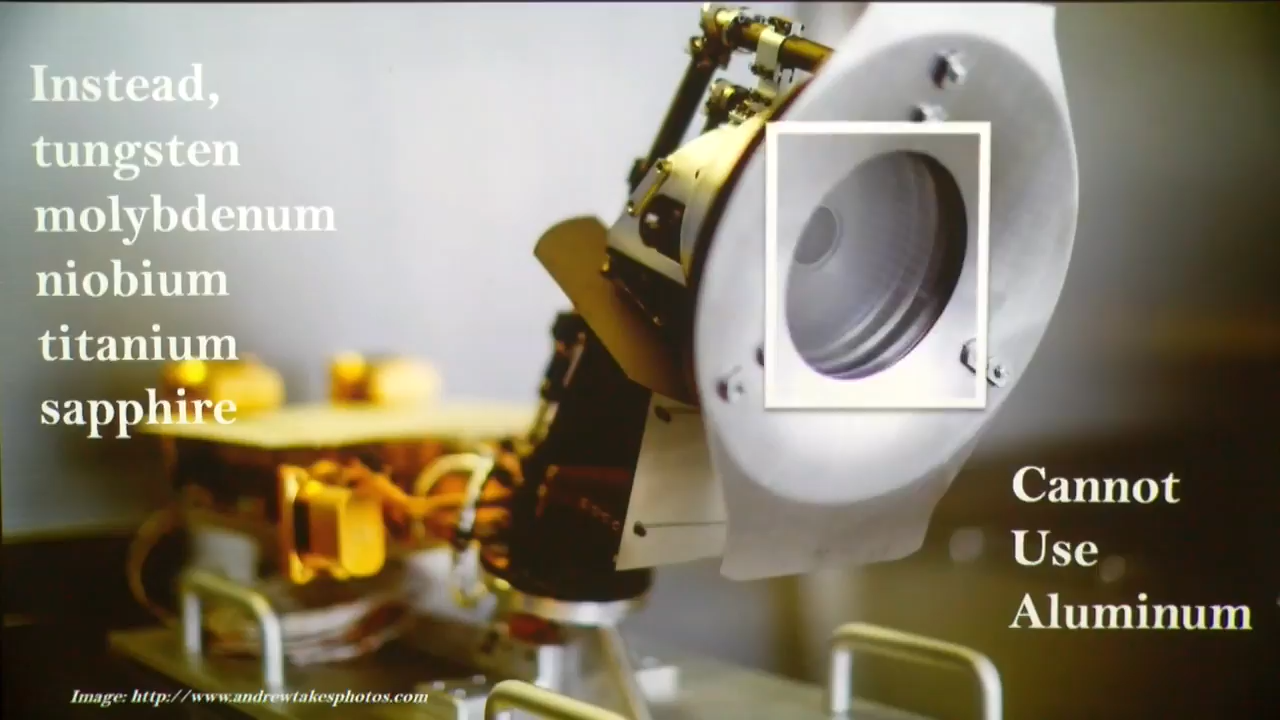 Instead,
tungsten
molybdenum
niobium
titanium
sapphire
Cannot
Use
Aluminum
Image: http://www.andrewtakesphotos.com